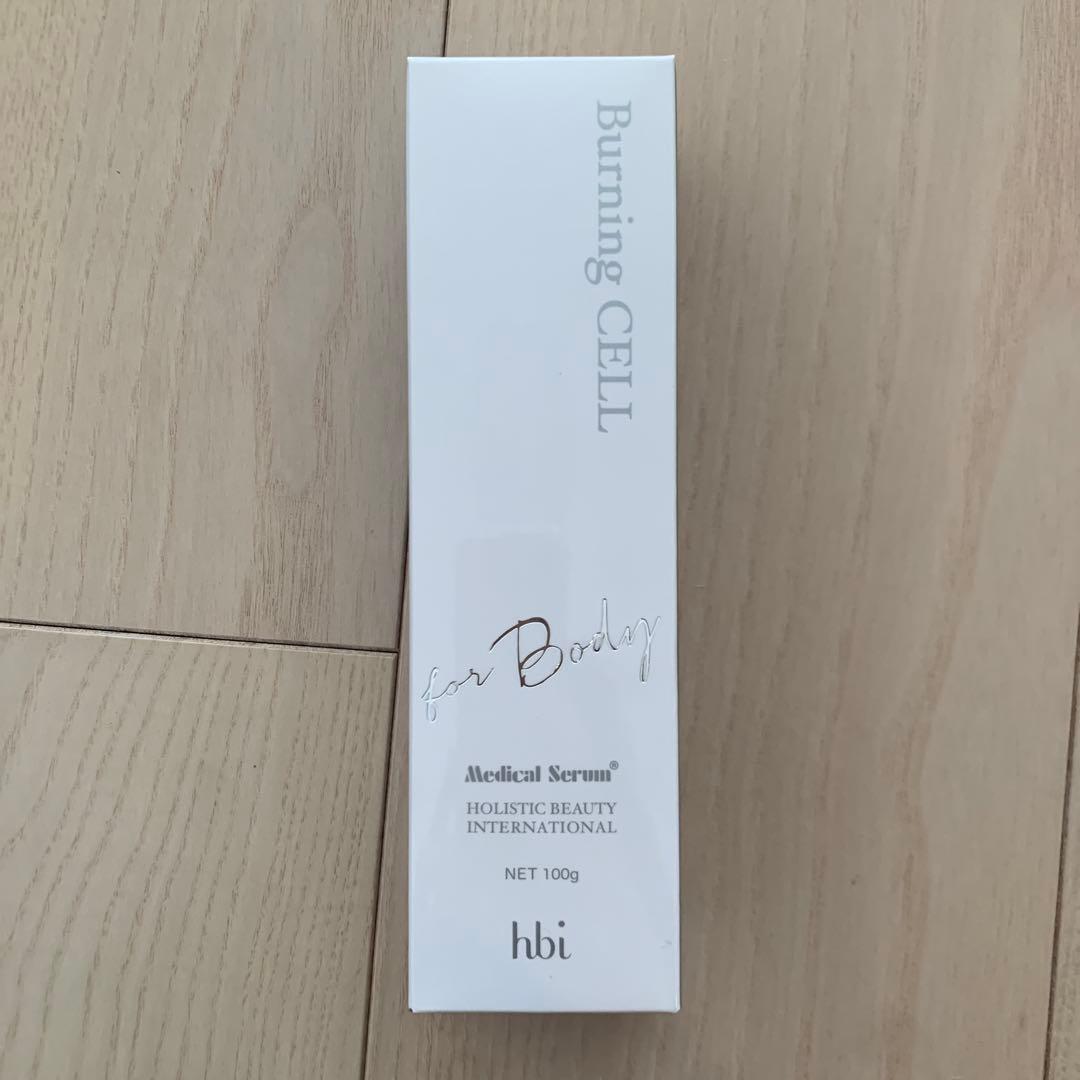 Burning CELL
for Body
Medical Serum®
HOLISTIC BEAUTY
INTERNATIONAL
NET 100g
hbi